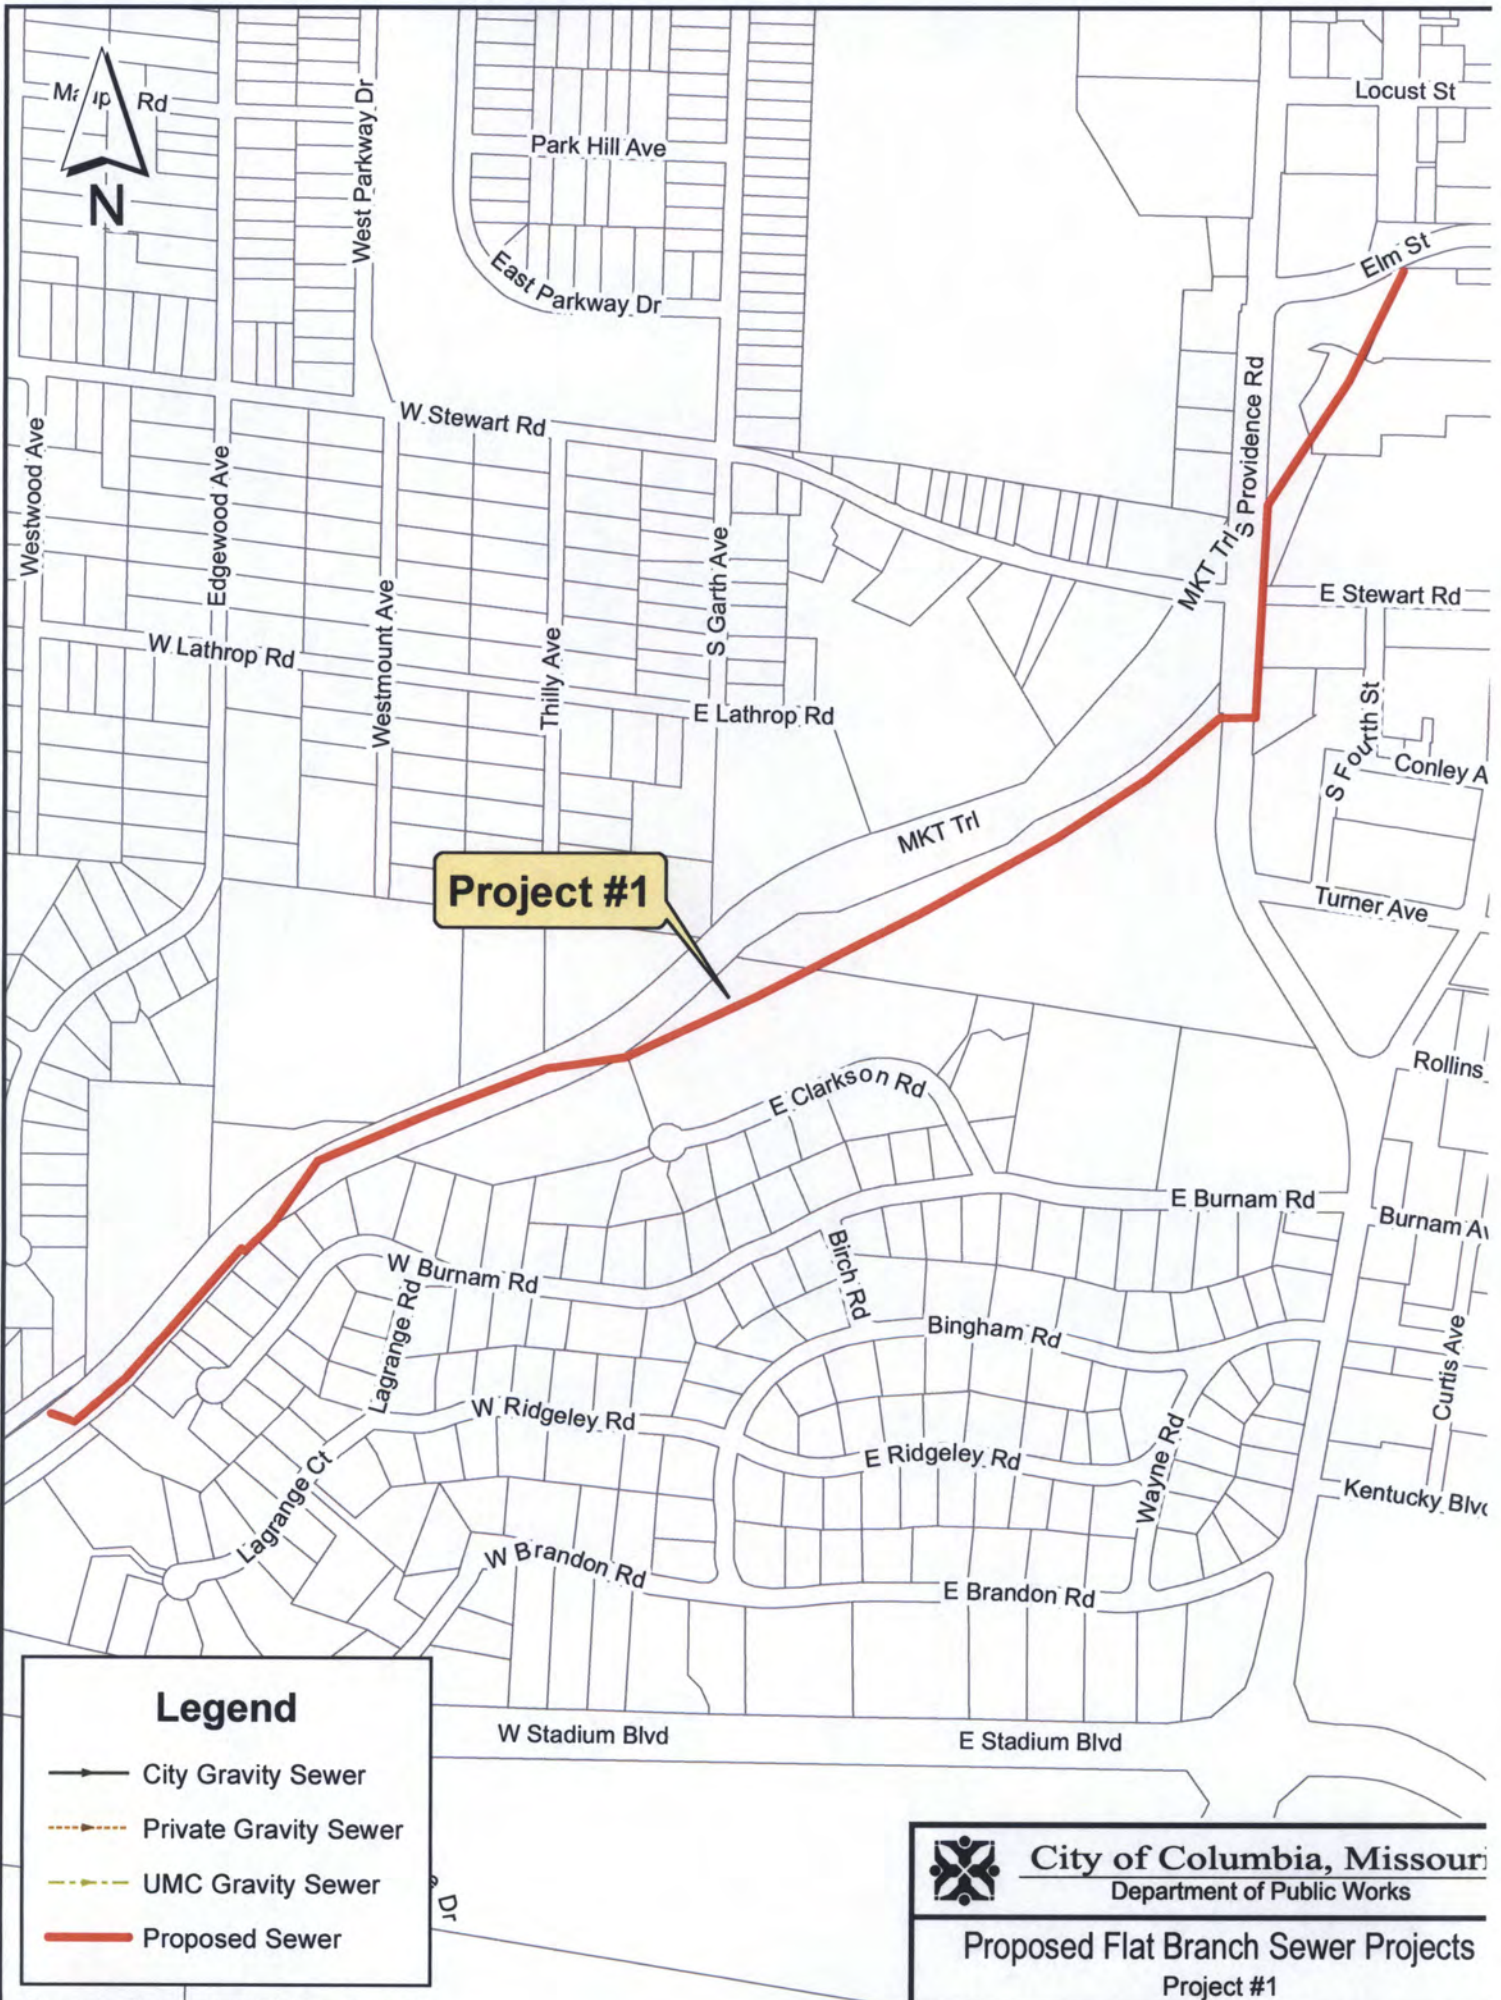 Locust St
Rd
N
West Parkway Dr
Park Hill Ave
East Parkway Dr
Elm St
S Providence Rd
W Stewart Rd
Westwood Ave
Edgewood Ave
Westmount Ave
Thilly Ave
S Garth Ave
MKT Trl
E Stewart Rd
W Lathrop Rd
E Lathrop Rd
S Fourth St
Conley A
MKT Trl
Project #1
Turner Ave
Rollins
E Clarkson Rd
E Burnam Rd
Burnam Av
W Burnam Rd
Birch Rd
Lagrange Rd
Bingham Rd
Curtis Ave
W Ridgeley Rd
E Ridgeley Rd
Wayne Rd
Kentucky Blvd
Lagrange Ct
W Brandon Rd
E Brandon Rd
W Stadium Blvd
E Stadium Blvd
Legend
City Gravity Sewer
Private Gravity Sewer
UMC Gravity Sewer
Proposed Sewer
Dr
City of Columbia, Missouri
Department of Public Works
Proposed Flat Branch Sewer Projects
Project #1